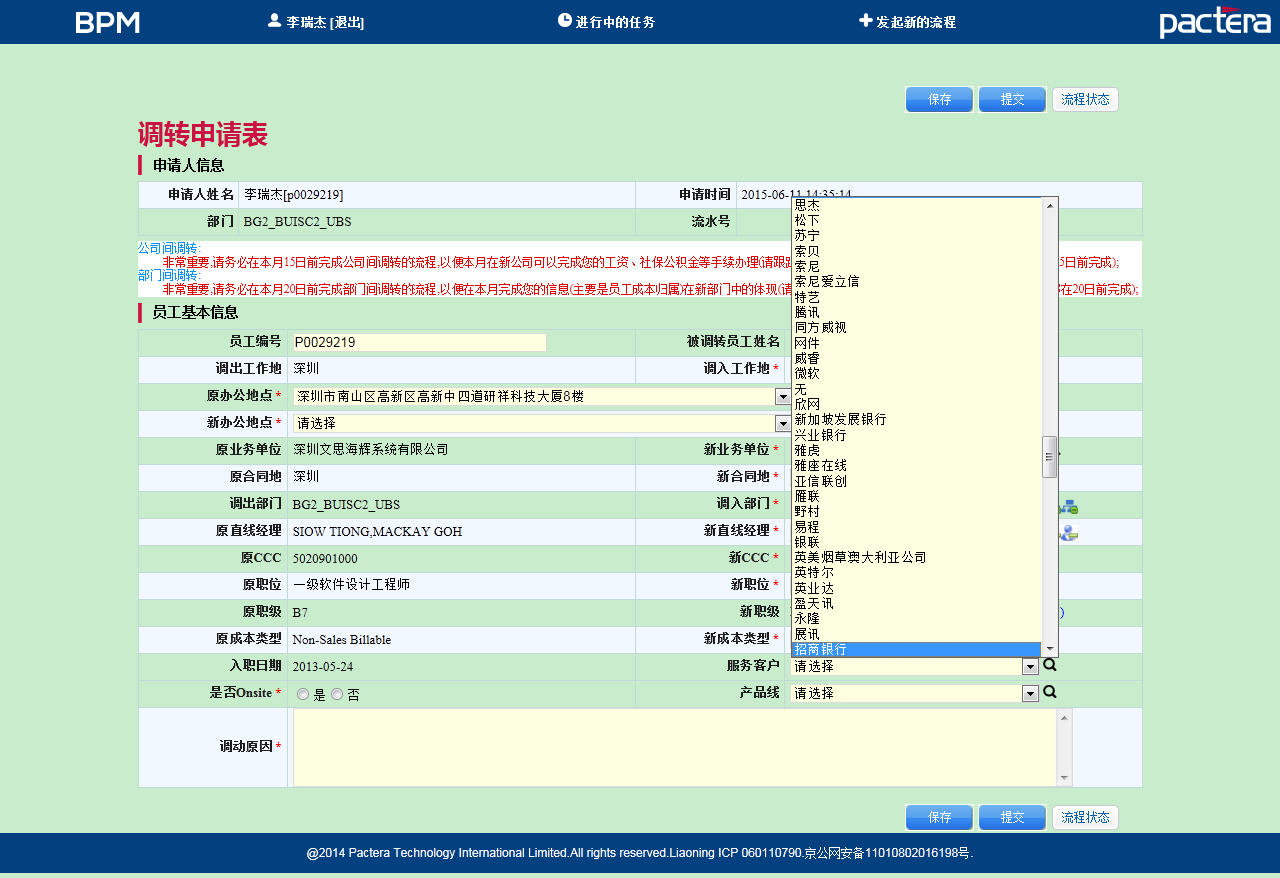 BPM
李瑞杰 [退出]
进行中的任务
发起新的流程
pactera
保存
提交
流程状态
调转申请表
申请人信息
申请人姓名 李瑞杰[p0029219] 申请时间 2015-06-11 14:35:14
部门 BG2_BUISC2_UBS 流水号
公司间调转:
非常重要,请务必在本月15日前完成公司间调转的流程,以便本月在新公司可以完成您的工资、社保公积金等手续办理(请跟 5日前完成);
部门间调转:
非常重要,请务必在本月20日前完成部门间调转的流程,以便在本月完成您的信息(主要是员工成本归属)在新部门中的体现(请 在20日前完成);
员工基本信息
员工编号 P0029219 被调转员工姓名
调出工作地 深圳 调入工作地 *
原办公地点 * 深圳市南山区高新区高新中四道研祥科技大厦8楼
新办公地点 * 请选择
原业务单位 深圳文思海辉系统有限公司 新业务单位 *
原合同地 深圳 新合同地 *
调出部门 BG2_BUISC2_UBS 调入部门 *
原直线经理 SIOW TIONG,MACKAY GOH 新直线经理 *
原CCC 5020901000 新CCC *
原职位 一级软件设计工程师 新职位 *
原职级 B7 新职级 )
原成本类型 Non-Sales Billable 新成本类型 *
入职日期 2013-05-24 服务客户 请选择
是否Onsite * 是 否 产品线 请选择
调动原因 *
思杰
松下
苏宁
索贝
索尼
索尼爱立信
特艺
腾讯
同方威视
网件
威睿
微软
无
欣网
新加坡发展银行
兴业银行
雅虎
雅座在线
亚信联创
雁联
野村
易程
银联
英美烟草澳大利亚公司
英特尔
英业达
盈天讯
永隆
展讯
招商银行
保存
提交
流程状态
@2014 Pactera Technology International Limited.All rights reserved.Liaoning ICP 060110790.京公网安备11010802016198号.